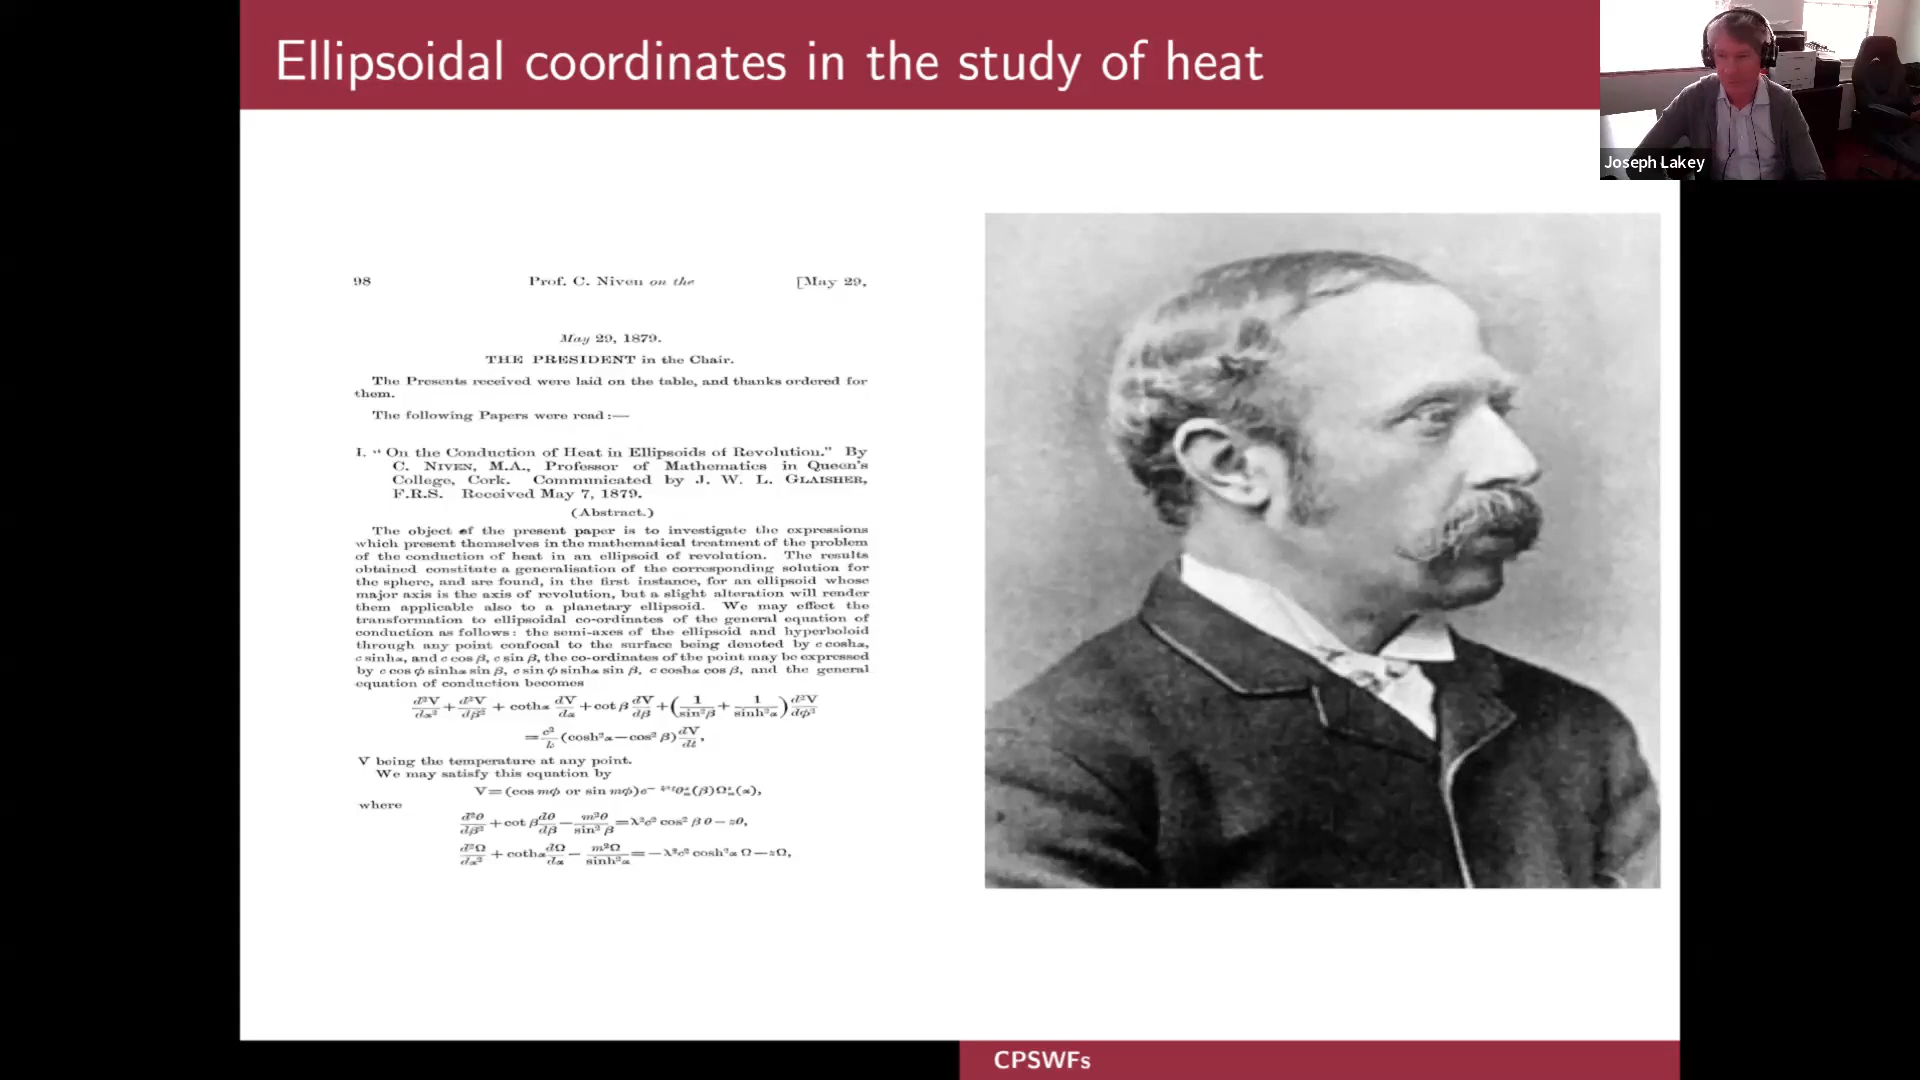 Ellipsoidal coordinates in the study of heat
Joseph Lakey
98 Prof. C. Niven on the [May 29,
May 29, 1879.
THE PRESIDENT in the Chair.
The Presents received were laid on the table, and thanks ordered for
them.
The following Papers were read :—
I. "On the Conduction of Heat in Ellipsoids of Revolution." By
C. NIVEN, M.A., Professor of Mathematics in Queen's
College, Cork. Communicated by J. W. L. GLAISHER,
F.R.S. Received May 7, 1879.
(Abstract.)
The object of the present paper is to investigate the expressions
which present themselves in the mathematical treatment of the problem
of the conduction of heat in an ellipsoid of revolution. The results
obtained constitute a generalisation of the corresponding solution for
the sphere, and are found, in the first instance, for an ellipsoid whose
major axis is the axis of revolution, but a slight alteration will render
them applicable also to a planetary ellipsoid. We may effect the
transformation to ellipsoidal co-ordinates of the general equation of
conduction as follows: the semi-axes of the ellipsoid and hyperboloid
through any point confocal to the surface being denoted by c cosh α,
c sinh α, and c cos β, c sin β, the co-ordinates of the point may be expressed
by c cos φ sinh α sin β, c sin φ sinh α sin β, c cosh α cos β, and the general
equation of conduction becomes
d²V/dα² + d²V/dβ² + coth α dV/dα + cot β dV/dβ + (1/sin²β + 1/sinh²α) d²V/dφ²
= c²/k (cosh²α − cos²β) dV/dt,
V being the temperature at any point.
We may satisfy this equation by
V = (cos mφ or sin mφ)
where
d²θ/dβ² + cot β dθ/dβ − m²θ/sin²β = λ²c² cos²β θ − zθ,
d²Ω/dα² + coth α dΩ/dα − m²Ω/sinh²α = −λ²c² cosh²α Ω − zΩ,
CPSWFs